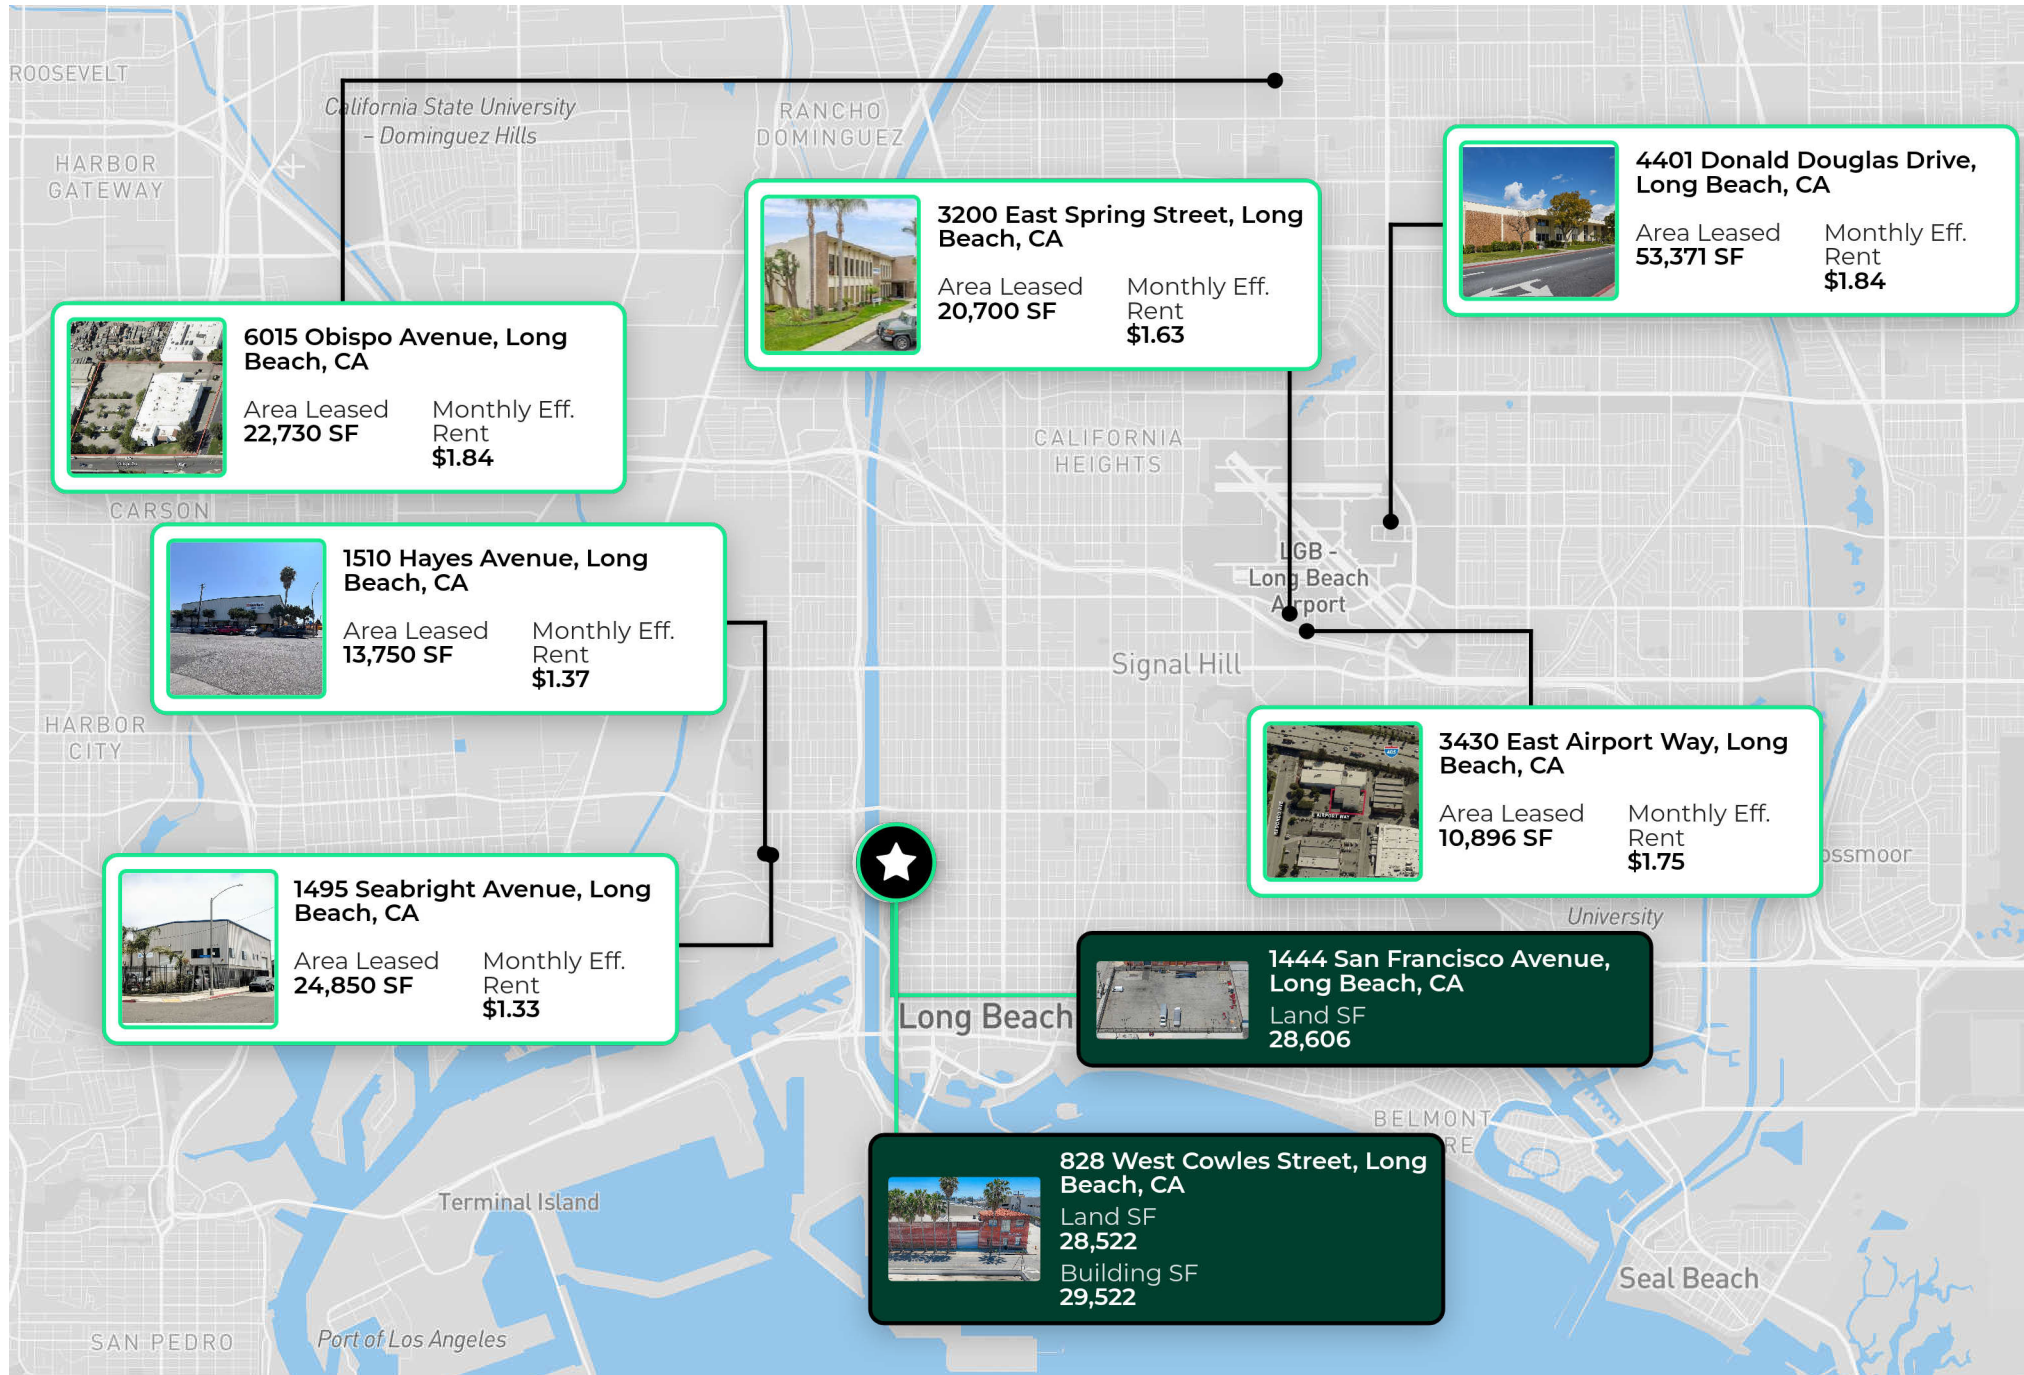 ROOSEVELT
California State University
– Dominguez Hills
RANCHO
DOMINGUEZ
HARBOR
GATEWAY
4401 Donald Douglas Drive,
Long Beach, CA
Area Leased
53,371 SF
Monthly Eff.
Rent
$1.84
3200 East Spring Street, Long
Beach, CA
Area Leased
20,700 SF
Monthly Eff.
Rent
$1.63
6015 Obispo Avenue, Long
Beach, CA
Area Leased
22,730 SF
Monthly Eff.
Rent
$1.84
CALIFORNIA
HEIGHTS
CARSON
1510 Hayes Avenue, Long
Beach, CA
Area Leased
13,750 SF
Monthly Eff.
Rent
$1.37
LGB -
Long Beach
Airport
Signal Hill
HARBOR
CITY
3430 East Airport Way, Long
Beach, CA
Area Leased
10,896 SF
Monthly Eff.
Rent
$1.75
AIRPORT WAY
405
ossmoor
1495 Seabright Avenue, Long
Beach, CA
Area Leased
24,850 SF
Monthly Eff.
Rent
$1.33
University
1444 San Francisco Avenue,
Long Beach, CA
Land SF
28,606
Long Beach
BELMONT
RE
828 West Cowles Street, Long
Beach, CA
Land SF
28,522
Building SF
29,522
Terminal Island
Seal Beach
SAN PEDRO
Port of Los Angeles